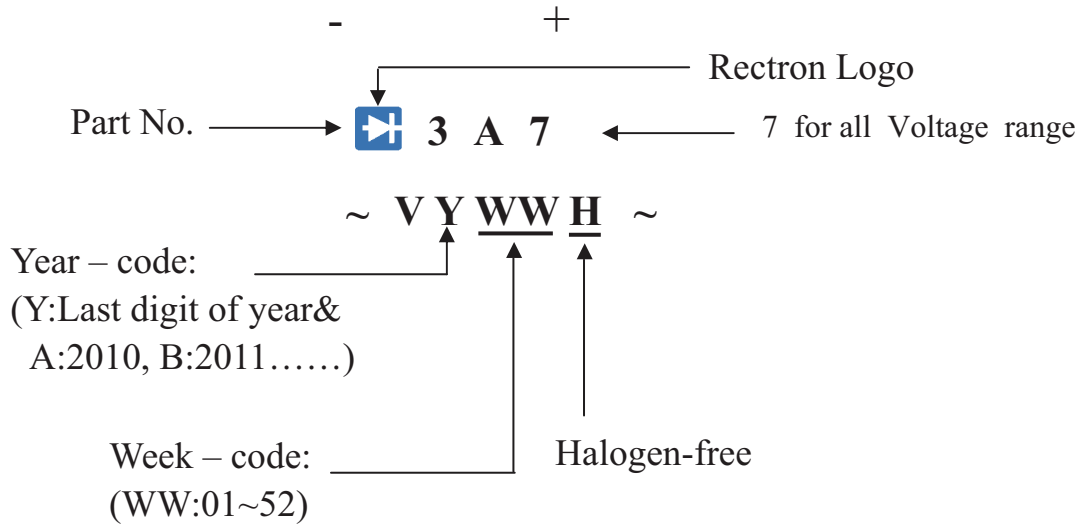 - +
Rectron Logo
Part No. 3 A 7 7 for all Voltage range
~ V Y WW H ~
Year – code:
(Y:Last digit of year&
A:2010, B:2011……)
Week – code:
(WW:01~52)
Halogen-free